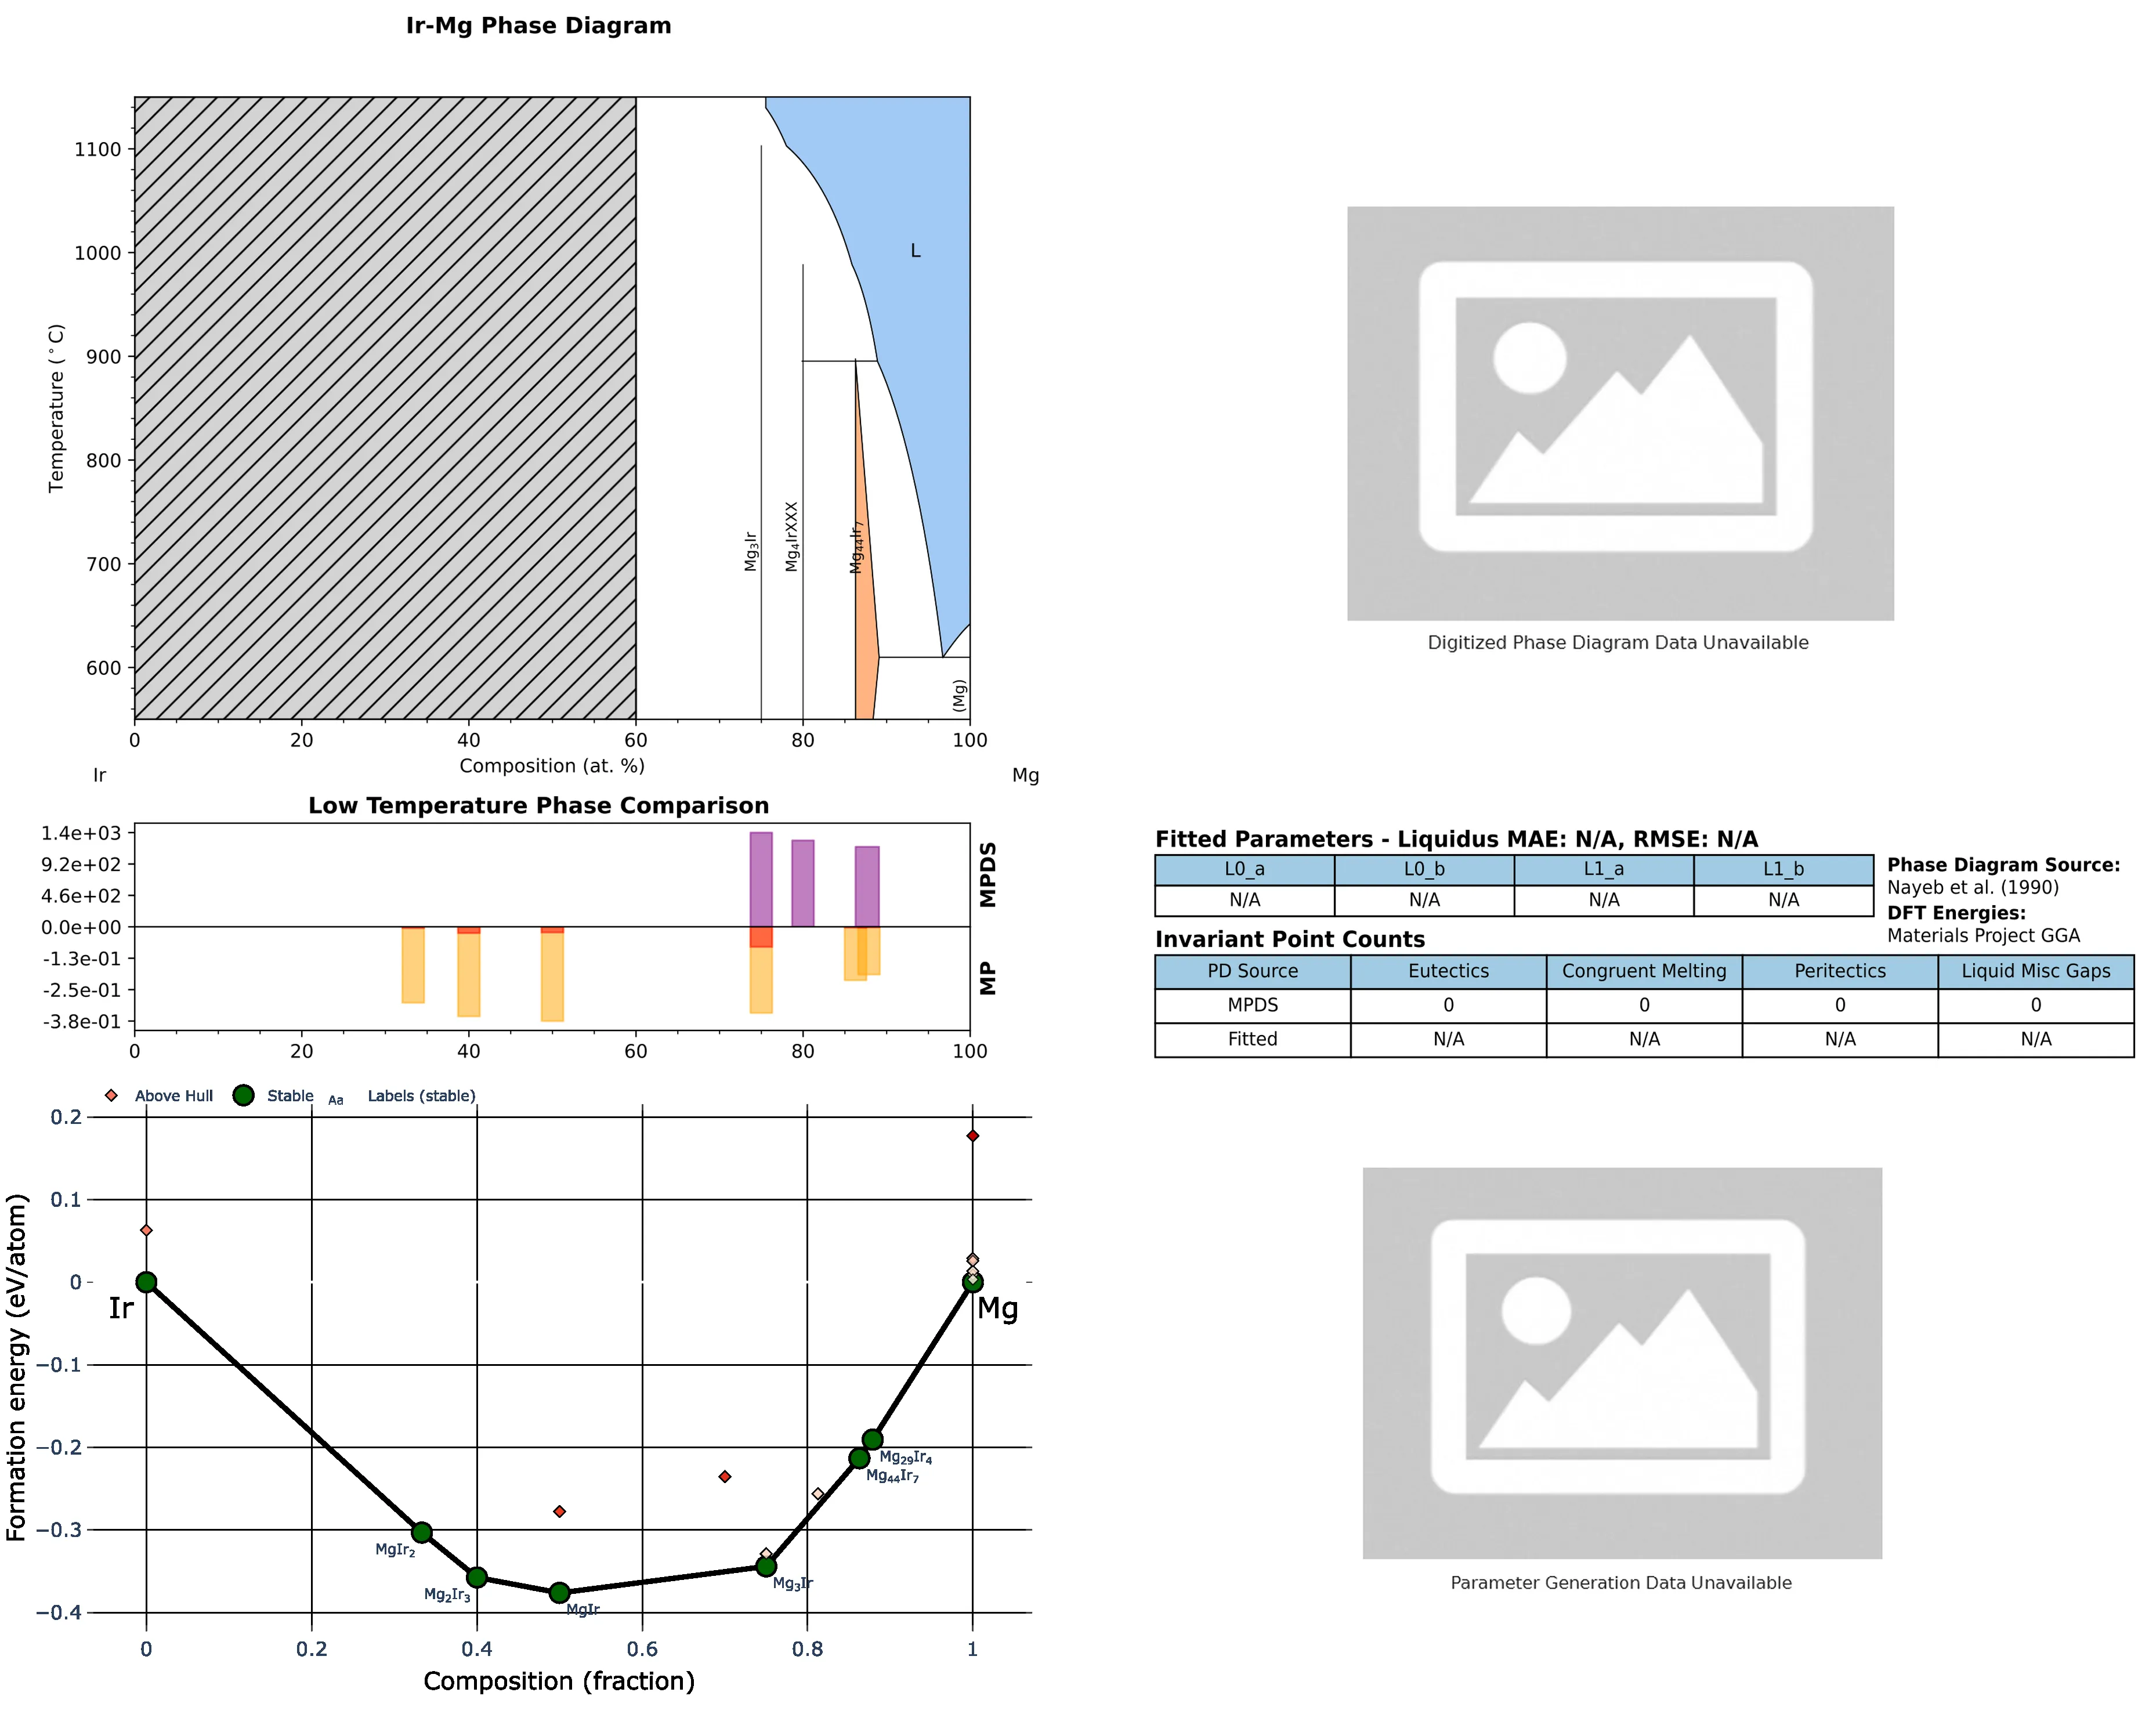 Ir-Mg Phase Diagram
Temperature (°C)
1100
1000
900
800
700
600
L
Mg₃Ir
Mg₄IrXXX
Mg₄₄Ir₇
(Mg)
0 20 40 60 80 100
Composition (at. %)
Ir Mg
Digitized Phase Diagram Data Unavailable
Low Temperature Phase Comparison
1.4e+03
9.2e+02
4.6e+02
0.0e+00
-1.3e-01
-2.5e-01
-3.8e-01
MPDS
MP
0 20 40 60 80 100
Fitted Parameters - Liquidus MAE: N/A, RMSE: N/A
L0_a L0_b L1_a L1_b
N/A N/A N/A N/A
Phase Diagram Source:
Nayeb et al. (1990)
DFT Energies:
Materials Project GGA
Invariant Point Counts
PD Source Eutectics Congruent Melting Peritectics Liquid Misc Gaps
MPDS 0 0 0 0
Fitted N/A N/A N/A N/A
Above Hull Stable Aa Labels (stable)
Formation energy (eV/atom)
0.2
0.1
0
−0.1
−0.2
−0.3
−0.4
Ir
Mg
MgIr₂
Mg₂Ir₃
MgIr
Mg₃Ir
Mg₄₄Ir₇
Mg₂₉Ir₄
0 0.2 0.4 0.6 0.8 1
Composition (fraction)
Parameter Generation Data Unavailable